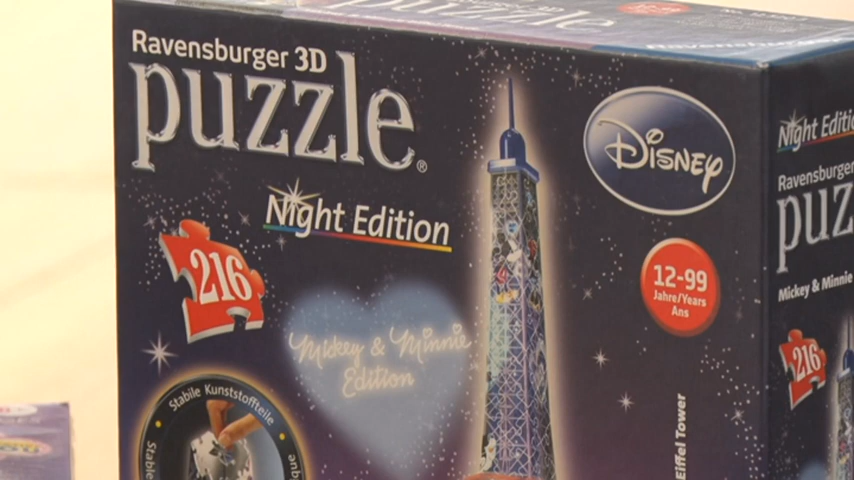 Ravensburger 3D
puzzle®
Night Edition
216
Mickey & Minnie
Edition
Stabile Kunststoffteile
Disney
12-99
Jahre/Years
Ans
Eiffel Tower
Night Edition
Ravensburger
puz
Mickey & Minnie
216